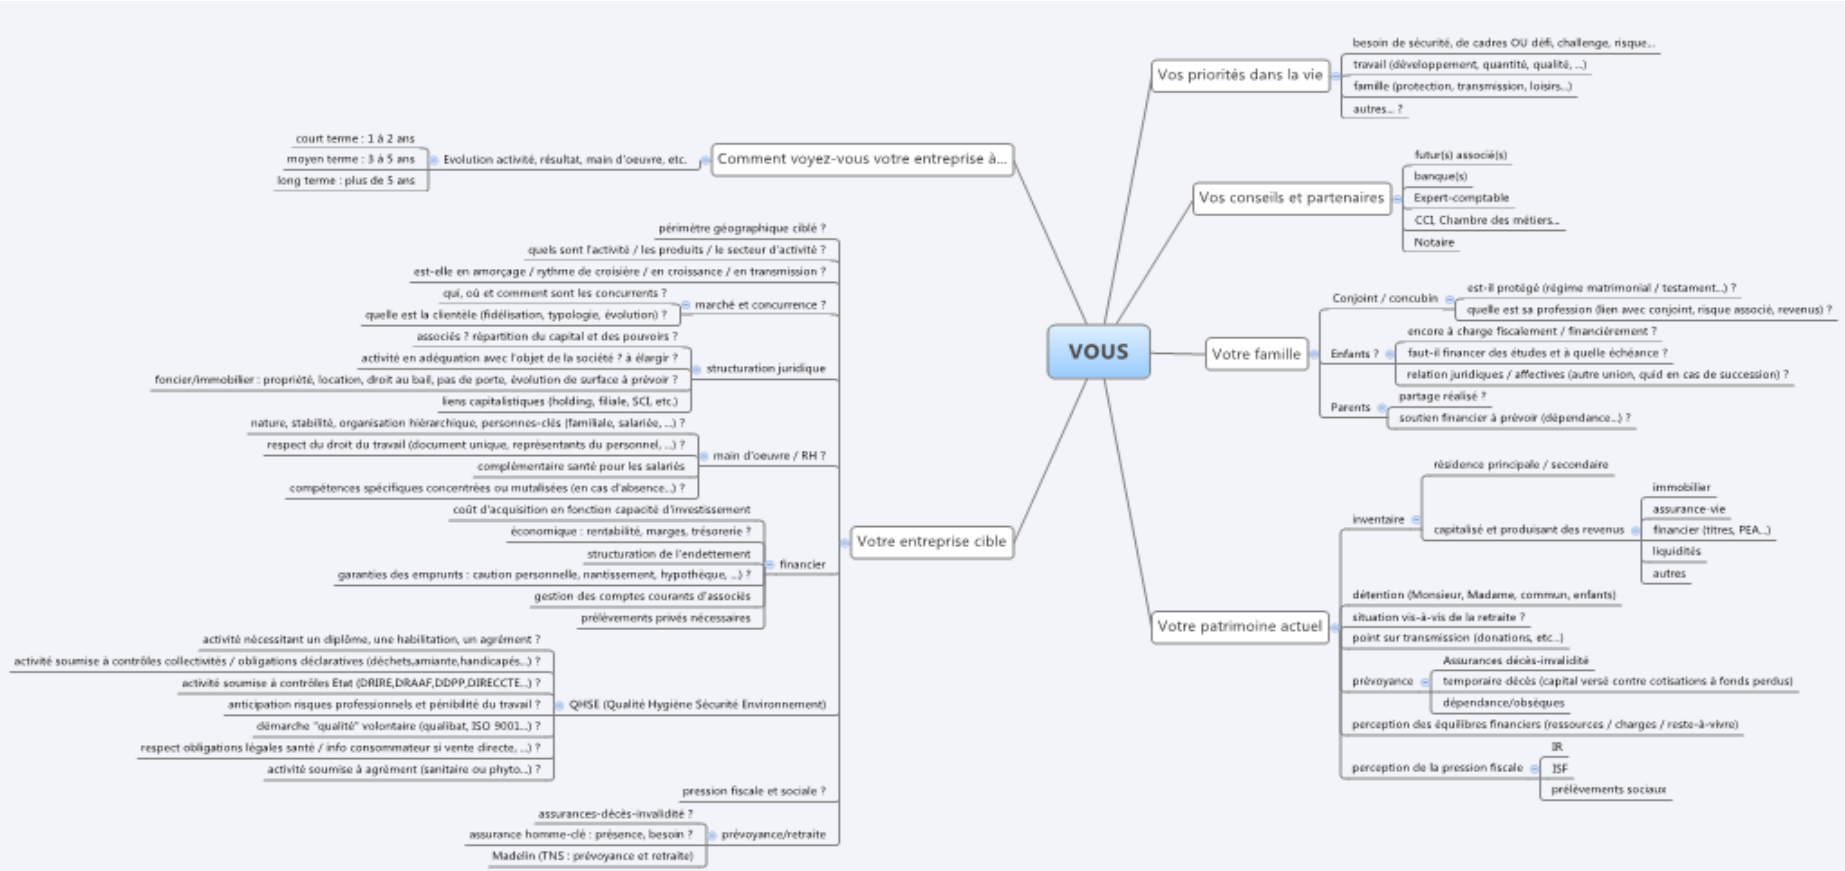 VOUS
Vos priorités dans la vie
besoin de sécurité, de cadres OU défi, challenge, risque...
travail (développement, quantité, qualité, ...)
famille (protection, transmission, loisirs...)
autres... ?
Vos conseils et partenaires
futur(s) associé(s)
banque(s)
Expert-comptable
CCI, Chambre des métiers...
Notaire
Votre famille
Conjoint / concubin
est-il protégé (régime matrimonial / testament...) ?
quelle est sa profession (lien avec conjoint, risque associé, revenus) ?
Enfants ?
encore à charge fiscalement / financièrement ?
faut-il financer des études et à quelle échéance ?
relation juridiques / affectives (autre union, quid en cas de succession) ?
Parents
partage réalisé ?
soutien financier à prévoir (dépendance...) ?
Votre patrimoine actuel
inventaire
résidence principale / secondaire
capitalisé et produisant des revenus
immobilier
assurance-vie
financier (titres, PEA...)
liquidités
autres
détention (Monsieur, Madame, commun, enfants)
situation vis-à-vis de la retraite ?
point sur transmission (donations, etc...)
prévoyance
Assurances décès-invalidité
temporaire décès (capital versé contre cotisations à fonds perdus)
dépendance/obsèques
perception des équilibres financiers (ressources / charges / reste-à-vivre)
perception de la pression fiscale
IR
ISF
prélèvements sociaux
Comment voyez-vous votre entreprise à...
Evolution activité, résultat, main d'oeuvre, etc.
court terme : 1 à 2 ans
moyen terme : 3 à 5 ans
long terme : plus de 5 ans
Votre entreprise cible
périmètre géographique ciblé ?
quels sont l'activité / les produits / le secteur d'activité ?
est-elle en amorçage / rythme de croisière / en croissance / en transmission ?
marché et concurrence ?
qui, où et comment sont les concurrents ?
quelle est la clientèle (fidélisation, typologie, évolution) ?
structuration juridique
associés ? répartition du capital et des pouvoirs ?
activité en adéquation avec l'objet de la société ? à élargir ?
foncier/immobilier : propriété, location, droit au bail, pas de porte, évolution de surface à prévoir ?
liens capitalistiques (holding, filiale, SCI, etc.)
main d'oeuvre / RH ?
nature, stabilité, organisation hiérarchique, personnes-clés (familiale, salariée, ...) ?
respect du droit du travail (document unique, représentants du personnel, ...) ?
complémentaire santé pour les salariés
compétences spécifiques concentrées ou mutalisées (en cas d'absence...) ?
financier
coût d'acquisition en fonction capacité d'investissement
économique : rentabilité, marges, trésorerie ?
structuration de l'endettement
garanties des emprunts : caution personnelle, nantissement, hypothèque, ...) ?
gestion des comptes courants d'associés
prélèvements privés nécessaires
QHSE (Qualité Hygiène Sécurité Environnement)
activité nécessitant un diplôme, une habilitation, un agrément ?
activité soumise à contrôles collectivités / obligations déclaratives (déchets,amiante,handicapés...) ?
activité soumise à contrôles Etat (DRIRE,DRAAF,DDPP,DIRECCTE...) ?
anticipation risques professionnels et pénibilité du travail ?
démarche "qualité" volontaire (qualibat, ISO 9001...) ?
respect obligations légales santé / info consommateur si vente directe, ...) ?
activité soumise à agrément (sanitaire ou phyto...) ?
pression fiscale et sociale ?
prévoyance/retraite
assurances-décès-invalidité ?
assurance homme-clé : présence, besoin ?
Madelin (TNS : prévoyance et retraite)